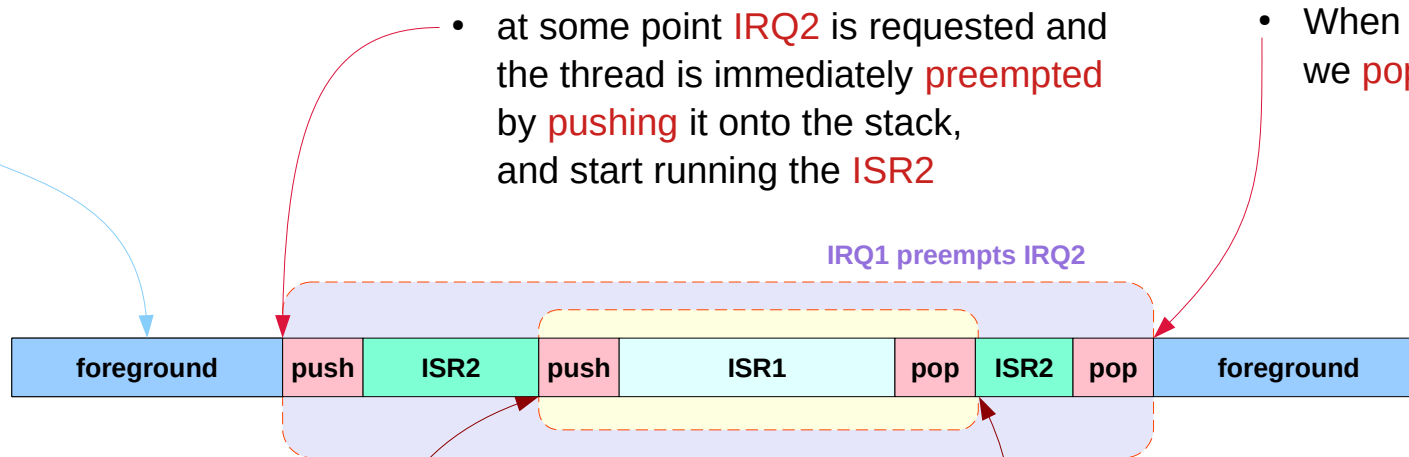 • at some point IRQ2 is requested and
the thread is immediately preempted
by pushing it onto the stack,
and start running the ISR2
• When
we pop
IRQ1 preempts IRQ2
foreground push ISR2 push ISR1 pop ISR2 pop foreground